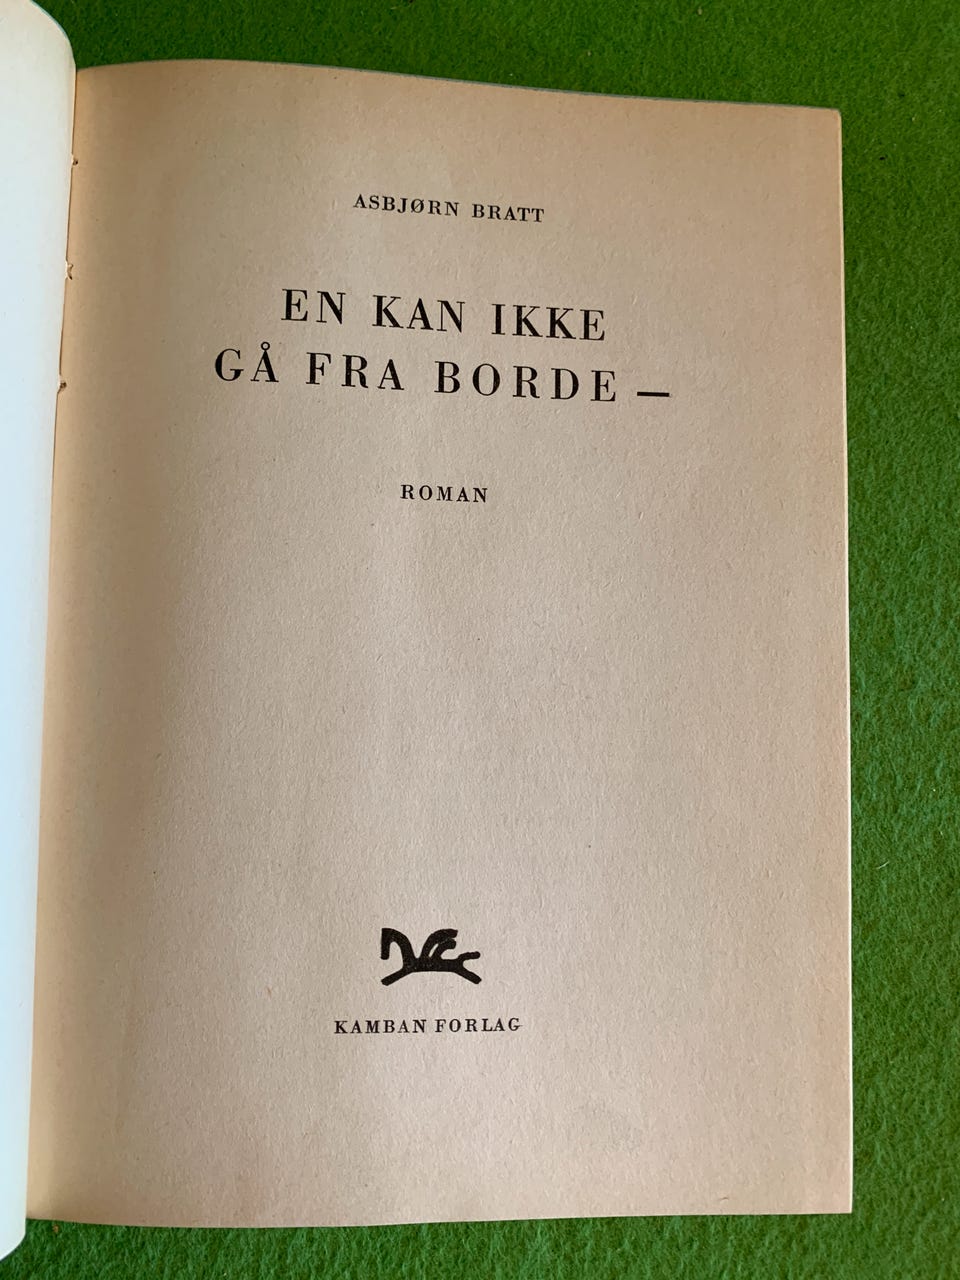 ASBJØRN BRATT
EN KAN IKKE
GÅ FRA BORDE —
ROMAN
KAMBAN FORLAG